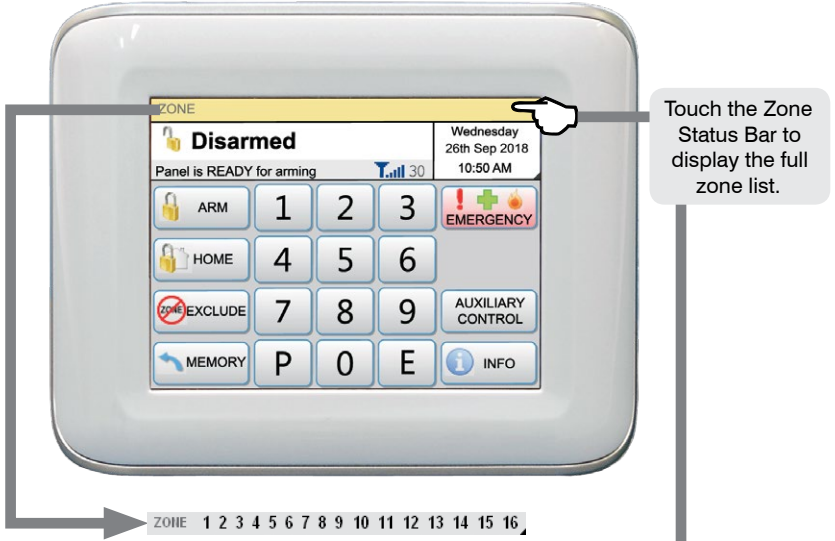 ZONE
Disarmed
Panel is READY for arming
30
Wednesday
26th Sep 2018
10:50 AM
ARM
1
2
3
EMERGENCY
HOME
4
5
6
ZONE
EXCLUDE
7
8
9
AUXILIARY
CONTROL
MEMORY
P
0
E
INFO
Touch the Zone
Status Bar to
display the full
zone list.
ZONE 1 2 3 4 5 6 7 8 9 10 11 12 13 14 15 16